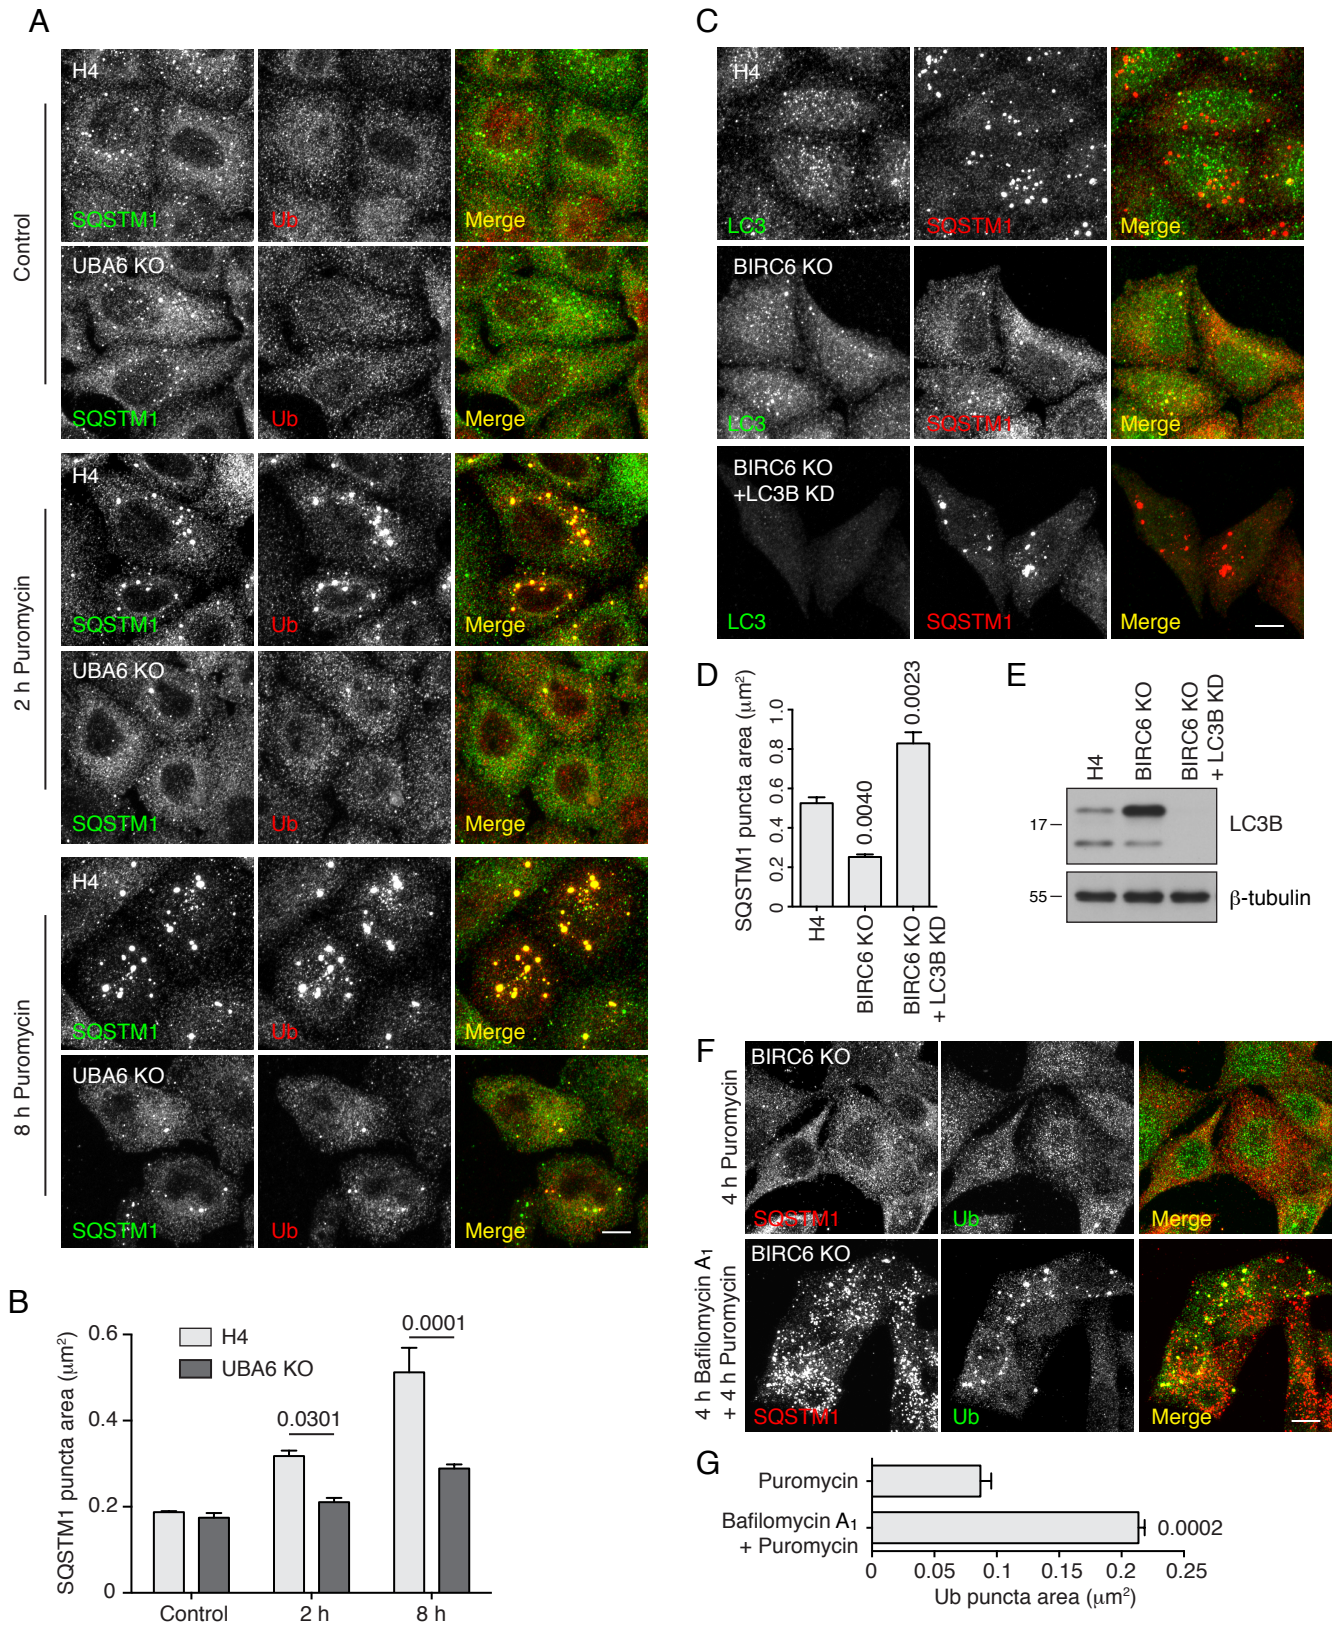 A
Control
H4
SQSTM1
Ub
Merge
UBA6 KO
SQSTM1
Ub
Merge
2 h Puromycin
H4
SQSTM1
Ub
Merge
UBA6 KO
SQSTM1
Ub
Merge
8 h Puromycin
H4
SQSTM1
Ub
Merge
UBA6 KO
SQSTM1
Ub
Merge
B
SQSTM1 puncta area (μm²)
0.6
0.4
0.2
0
H4
UBA6 KO
0.0301
0.0001
Control
2 h
8 h
C
H4
LC3
SQSTM1
Merge
BIRC6 KO
LC3
SQSTM1
Merge
BIRC6 KO
+LC3B KD
LC3
SQSTM1
Merge
D
SQSTM1 puncta area (μm²)
1.0
0.8
0.6
0.4
0.2
0
0.0040
0.0023
H4
BIRC6 KO
BIRC6 KO
+ LC3B KD
E
H4
BIRC6 KO
BIRC6 KO
+ LC3B KD
17
LC3B
55
β-tubulin
F
4 h Puromycin
BIRC6 KO
SQSTM1
Ub
Merge
4 h Bafilomycin A₁
+ 4 h Puromycin
BIRC6 KO
SQSTM1
Ub
Merge
G
Puromycin
Bafilomycin A₁
+ Puromycin
0.0002
0
0.05
0.1
0.15
0.2
0.25
Ub puncta area (μm²)